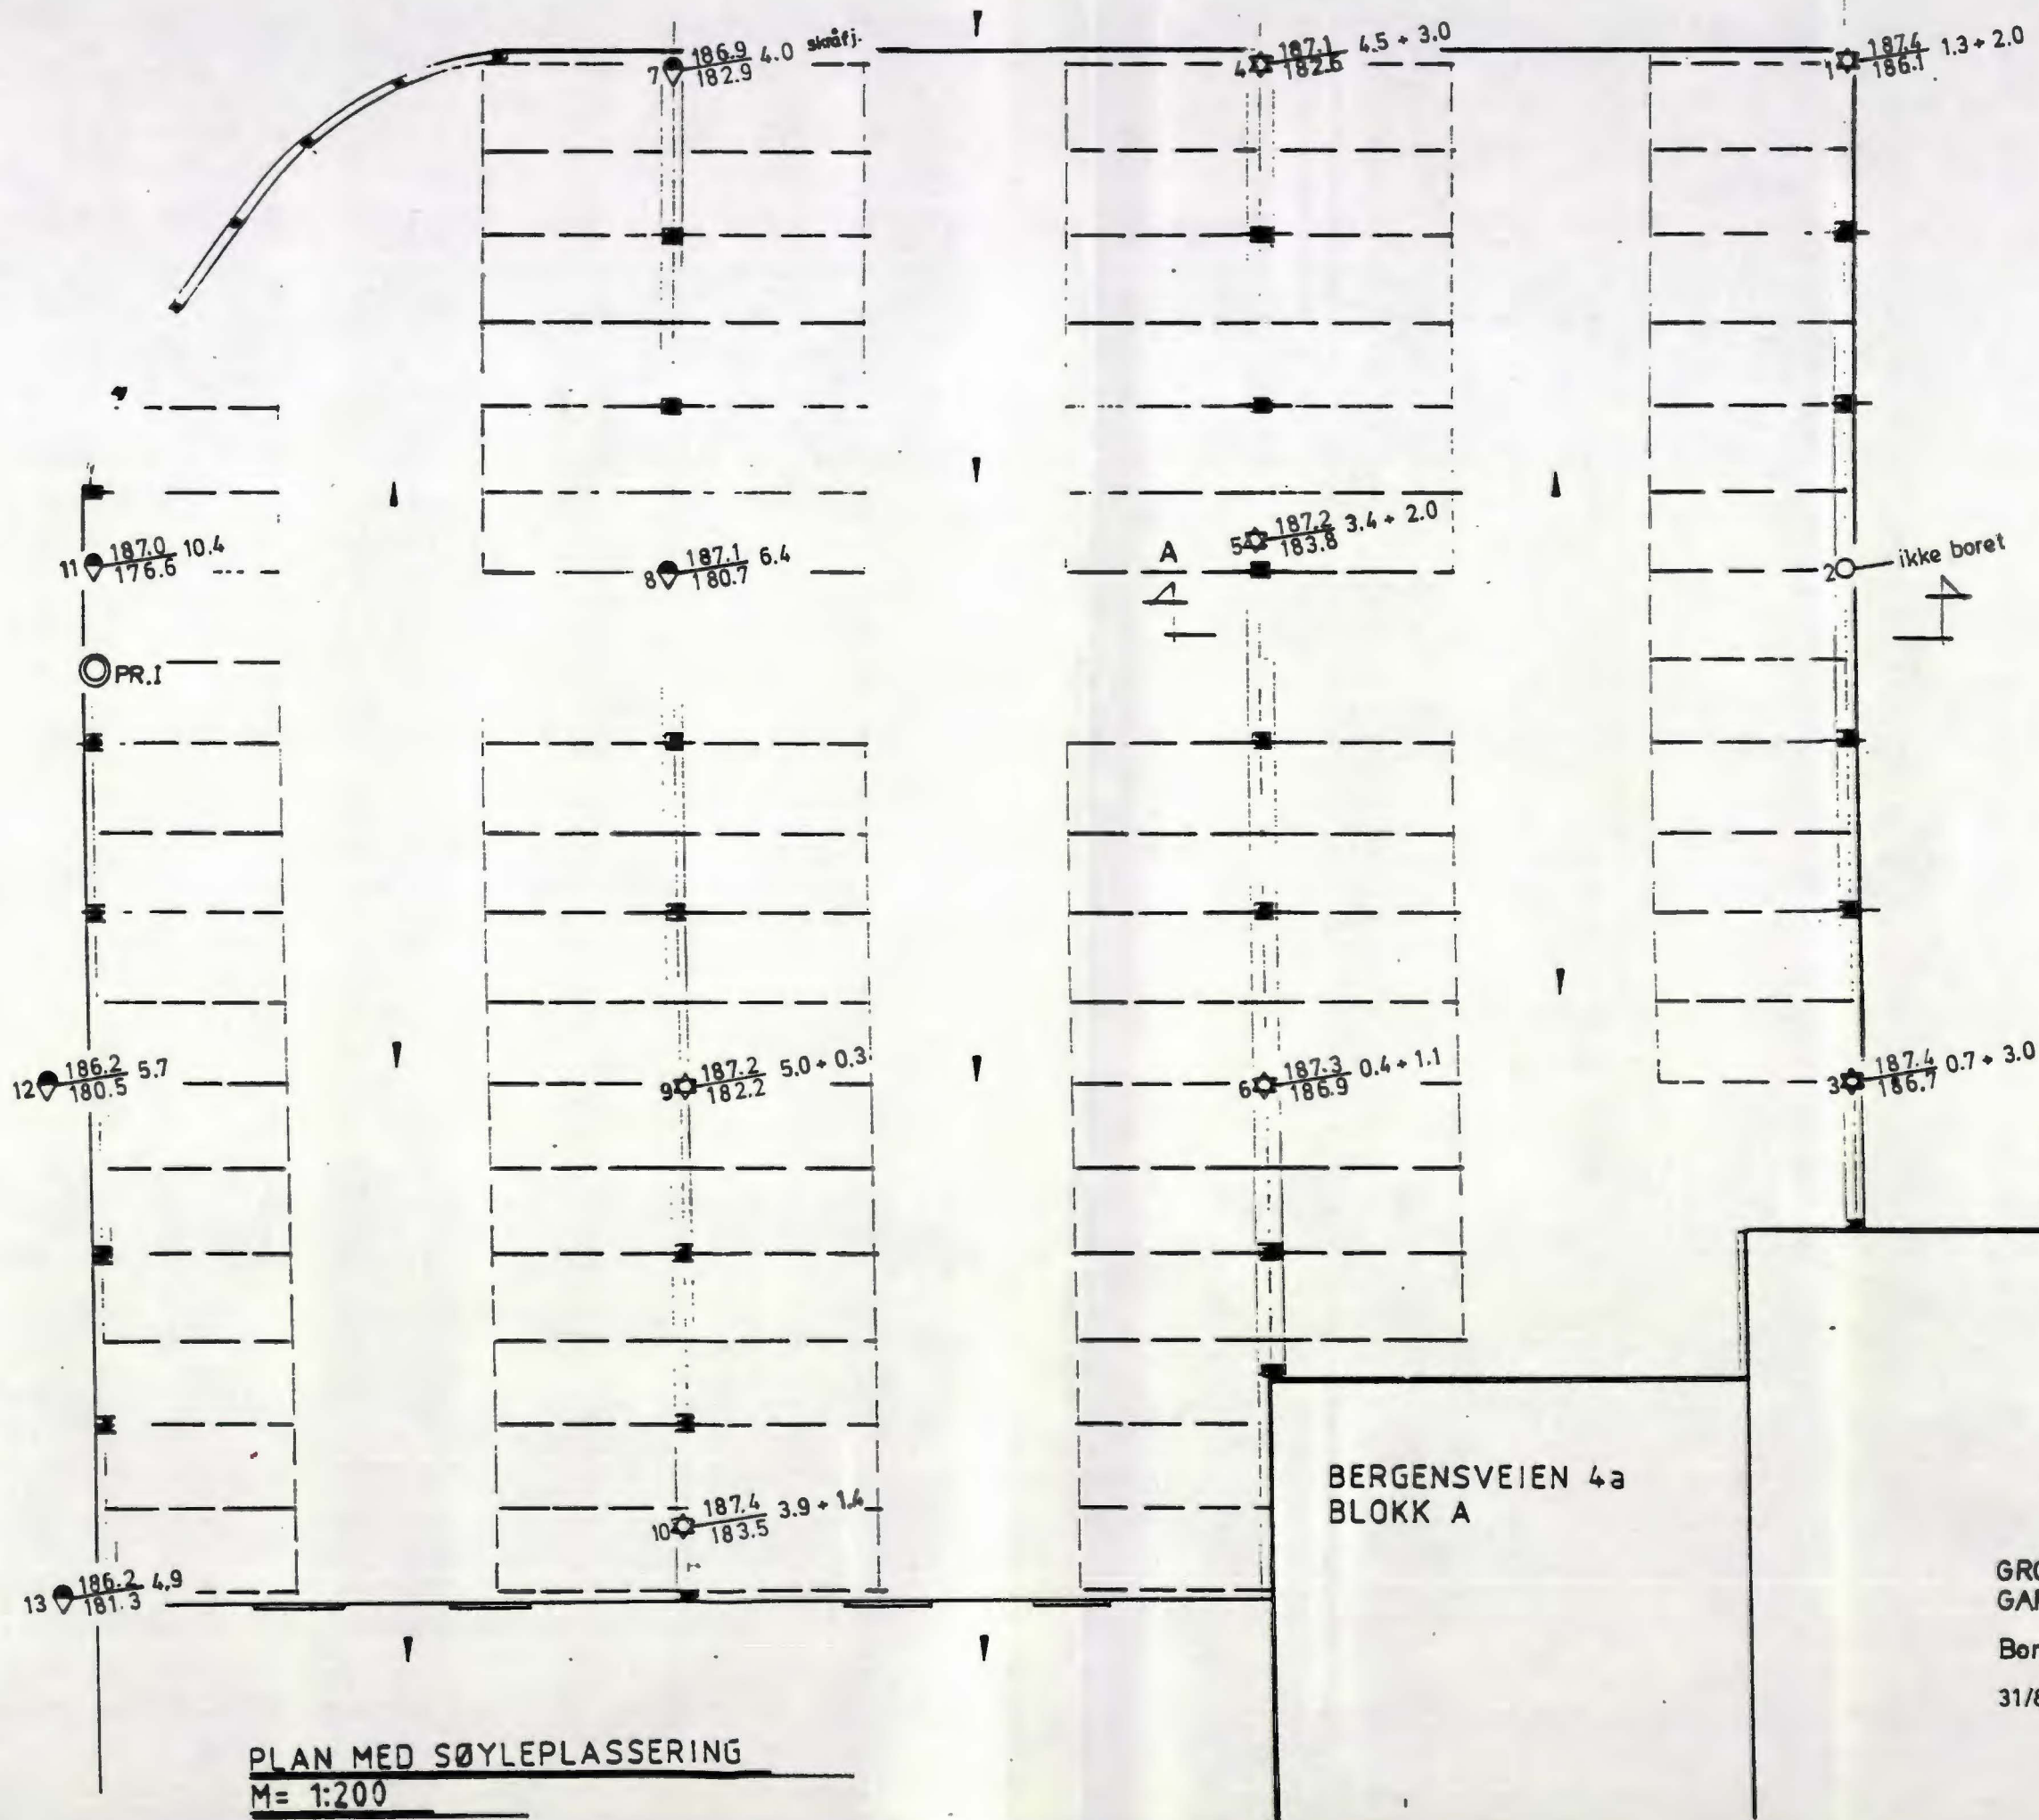 7 186.9 4.0 skråfj.
182.9
4 187.1 4.5 + 3.0
182.6
1 187.4 1.3 + 2.0
186.1
11 187.0 10.4
176.6
8 187.1 6.4
180.7
A
5 187.2 3.4 + 2.0
183.8
2 ikke boret
PR.I
12 186.2 5.7
180.5
9 187.2 5.0 + 0.3
182.2
6 187.3 0.4 + 1.1
186.9
3 187.4 0.7 + 3.0
186.7
BERGENSVEIEN 4a
BLOKK A
10 187.4 3.9 + 1.4
183.5
13 186.2 4.9
181.3
PLAN MED SØYLEPLASSERING
M= 1:200
31/8